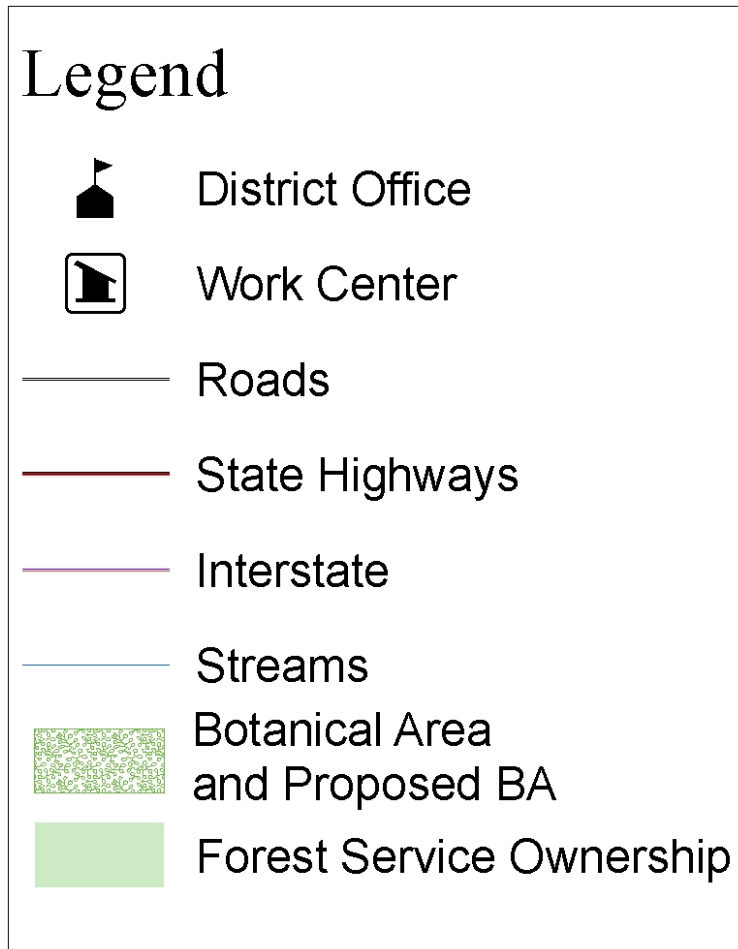 Legend
District Office
Work Center
Roads
State Highways
Interstate
Streams
Botanical Area
and Proposed BA
Forest Service Ownership